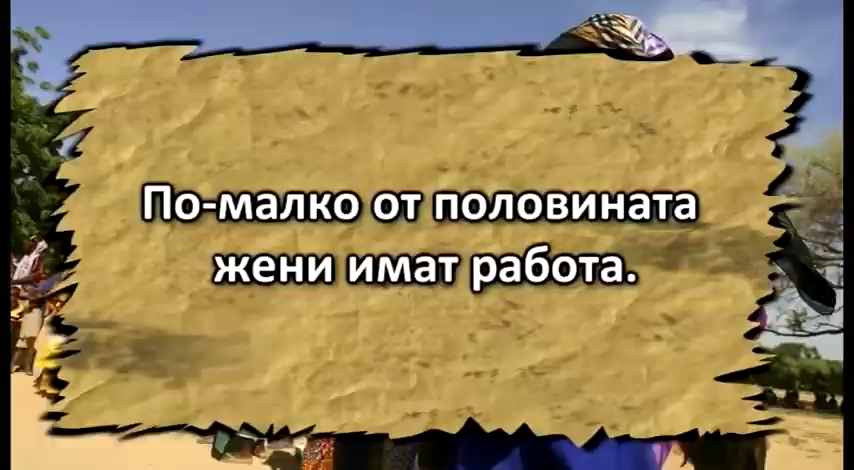 По-малко от половината
жени имат работа.